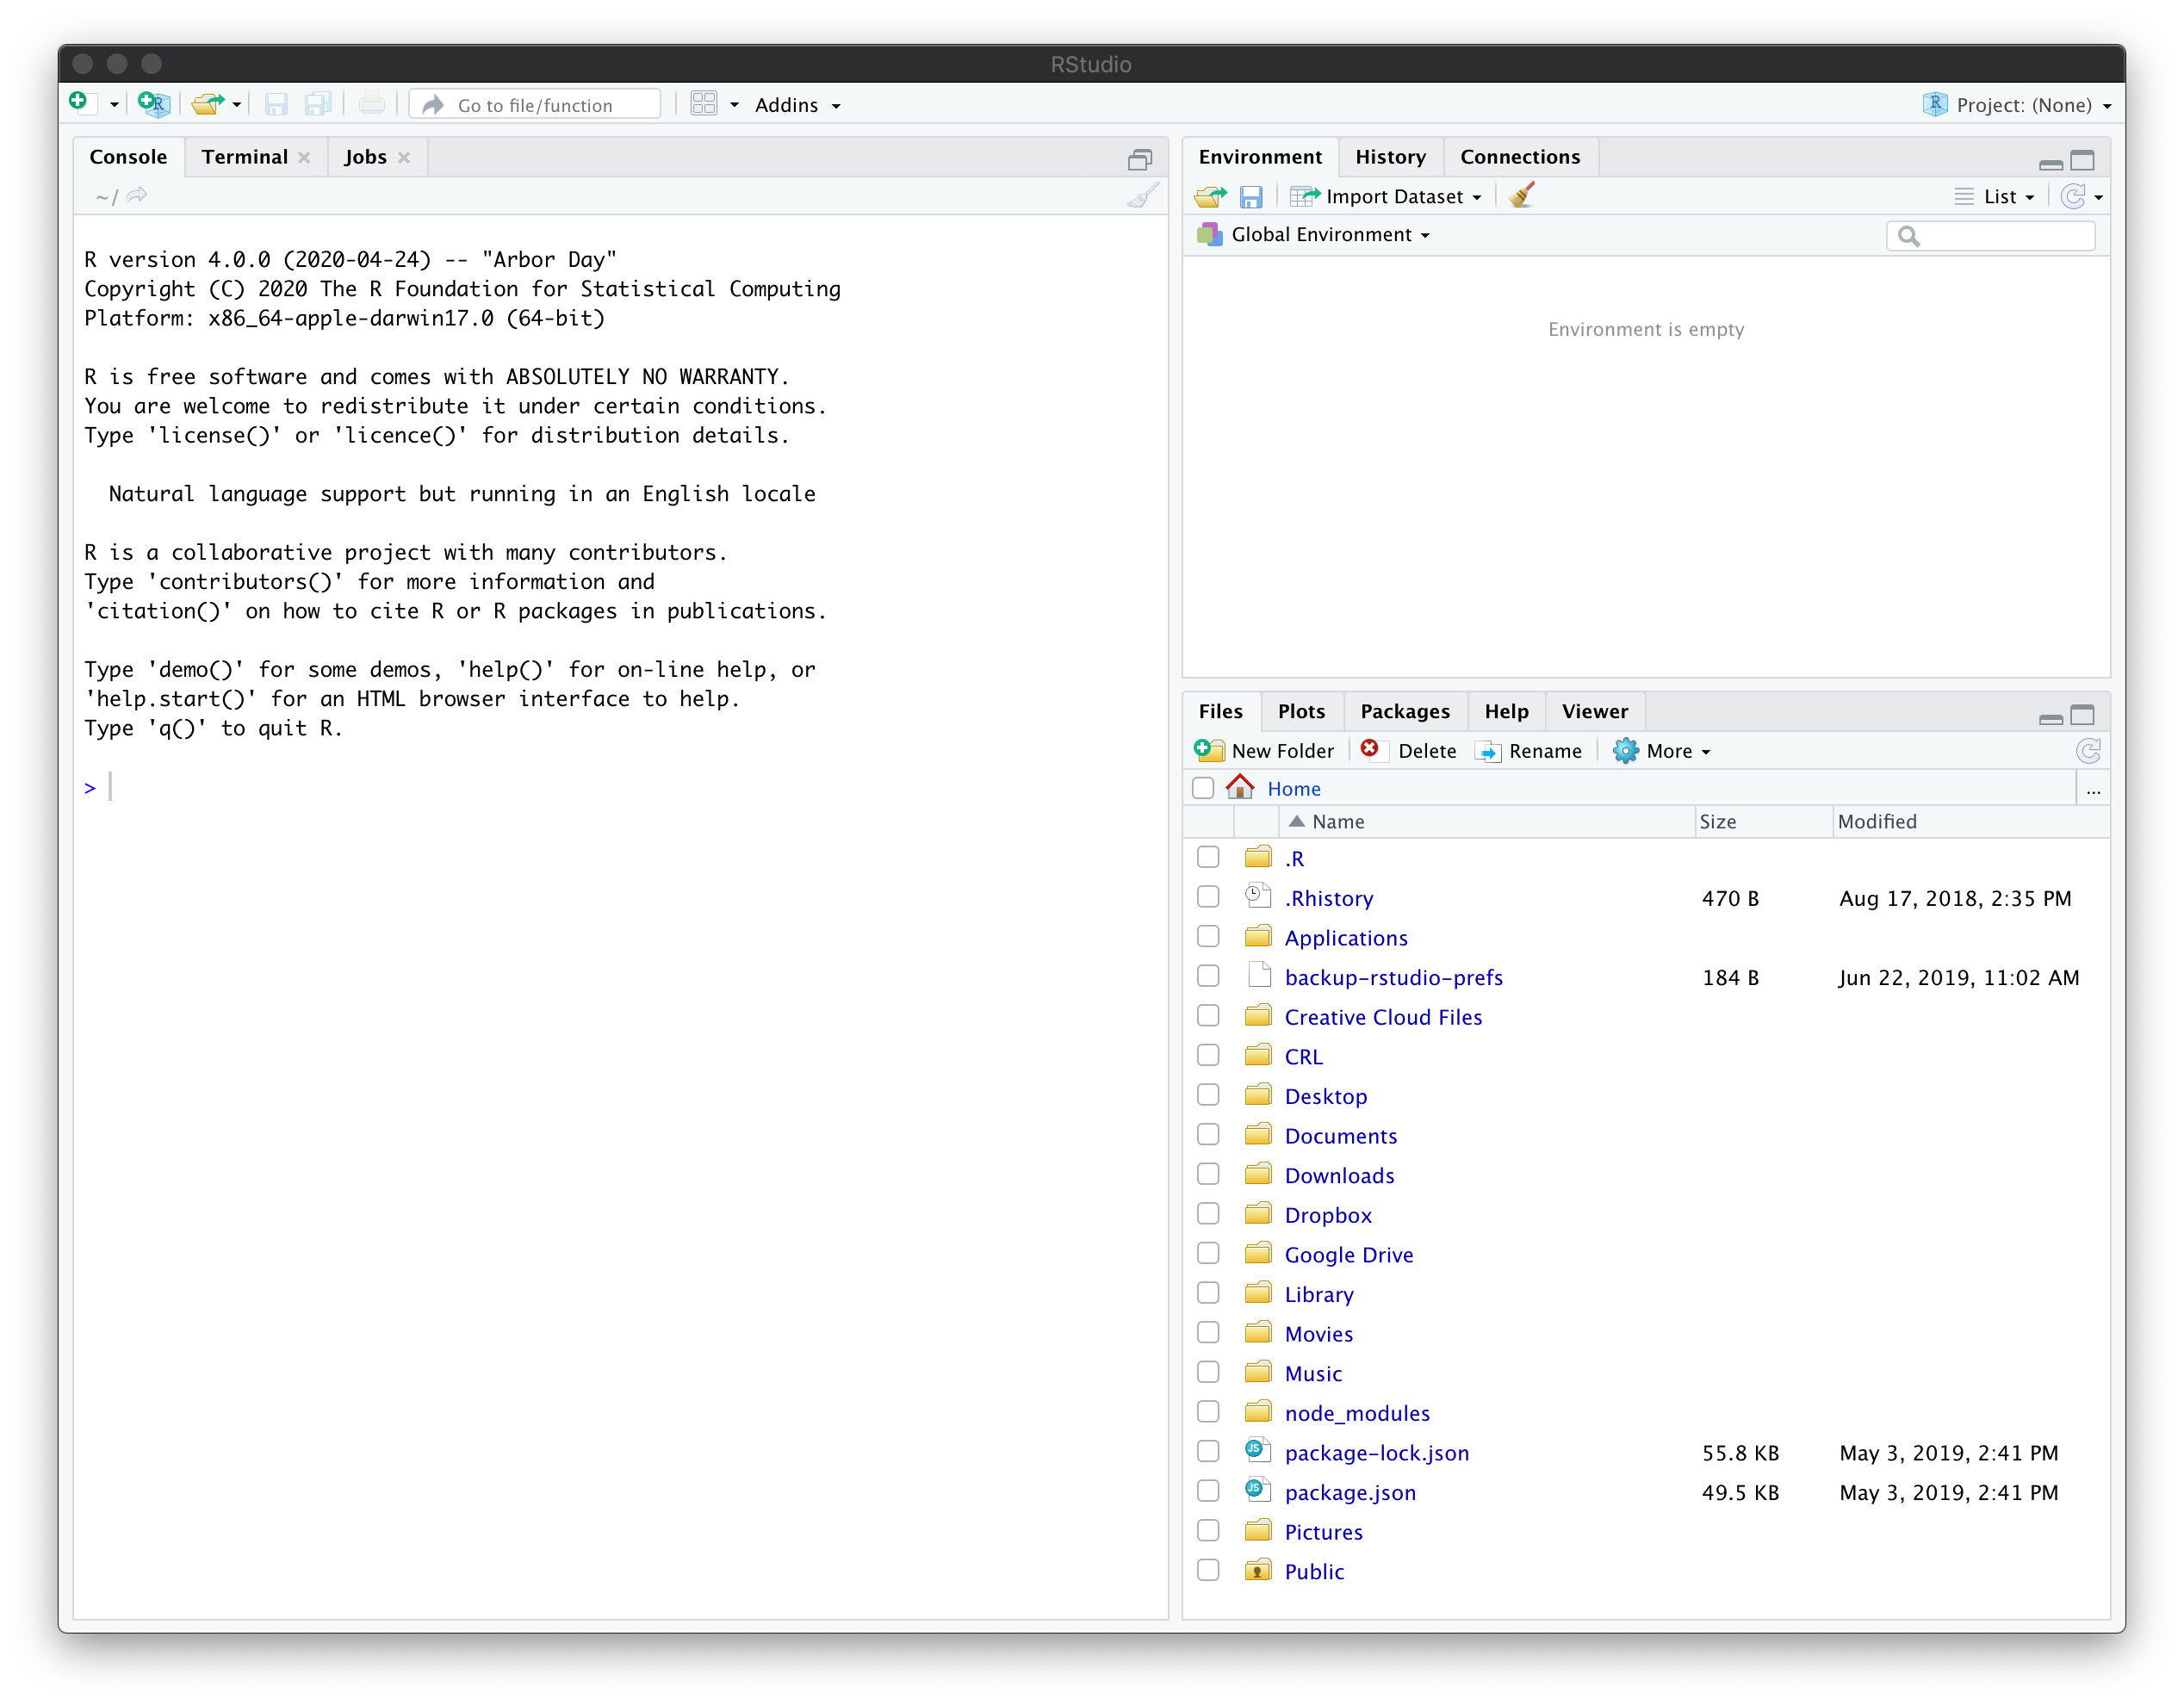 RStudio
Go to file/function
Addins
Project: (None)
Console Terminal Jobs
~/
R version 4.0.0 (2020-04-24) -- "Arbor Day"
Copyright (C) 2020 The R Foundation for Statistical Computing
Platform: x86_64-apple-darwin17.0 (64-bit)
R is free software and comes with ABSOLUTELY NO WARRANTY.
You are welcome to redistribute it under certain conditions.
Type 'license()' or 'licence()' for distribution details.
Natural language support but running in an English locale
R is a collaborative project with many contributors.
Type 'contributors()' for more information and
'citation()' on how to cite R or R packages in publications.
Type 'demo()' for some demos, 'help()' for on-line help, or
'help.start()' for an HTML browser interface to help.
Type 'q()' to quit R.
>
Environment History Connections
Import Dataset List
Global Environment
Environment is empty
Files Plots Packages Help Viewer
New Folder Delete Rename More
Home ...
Name Size Modified
.R
.Rhistory 470 B Aug 17, 2018, 2:35 PM
Applications
backup-rstudio-prefs 184 B Jun 22, 2019, 11:02 AM
Creative Cloud Files
CRL
Desktop
Documents
Downloads
Dropbox
Google Drive
Library
Movies
Music
node_modules
package-lock.json 55.8 KB May 3, 2019, 2:41 PM
package.json 49.5 KB May 3, 2019, 2:41 PM
Pictures
Public